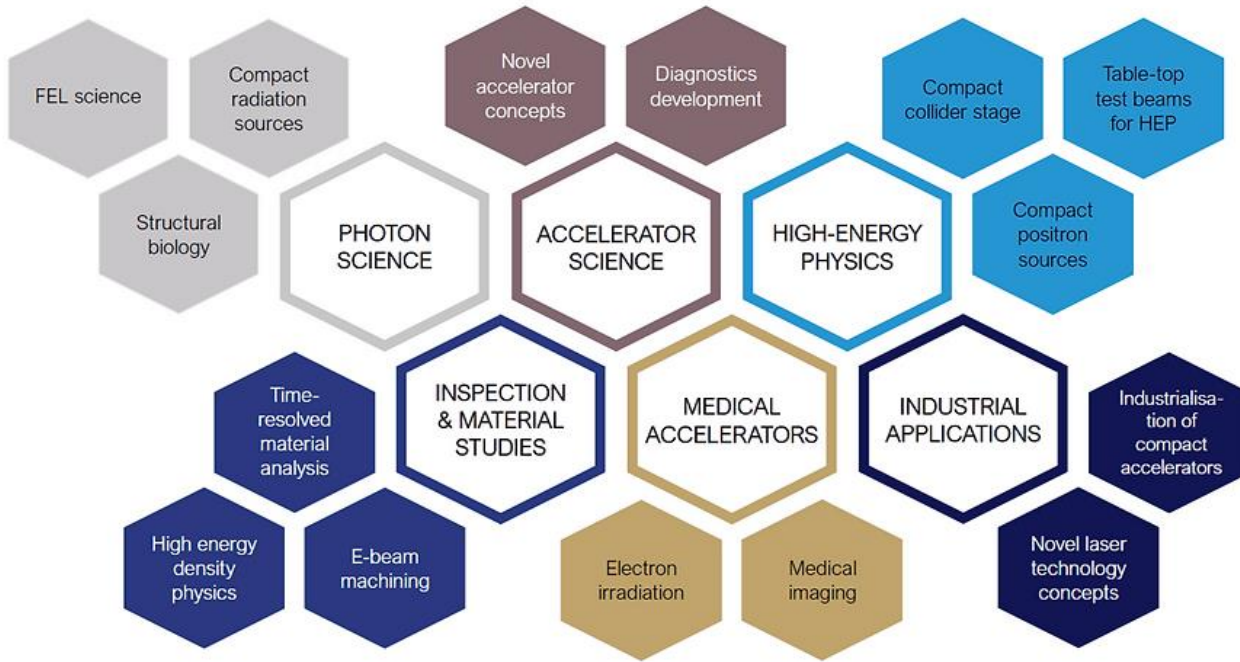 FEL science
Compact
radiation
sources
Structural
biology
PHOTON
SCIENCE
Novel
accelerator
concepts
Diagnostics
development
ACCELERATOR
SCIENCE
Compact
collider stage
Table-top
test beams
for HEP
Compact
positron
sources
HIGH-ENERGY
PHYSICS
Time-
resolved
material
analysis
High energy
density
physics
E-beam
machining
INSPECTION
& MATERIAL
STUDIES
MEDICAL
ACCELERATORS
Electron
irradiation
Medical
imaging
INDUSTRIAL
APPLICATIONS
Industrialisa-
tion of
compact
accelerators
Novel laser
technology
concepts